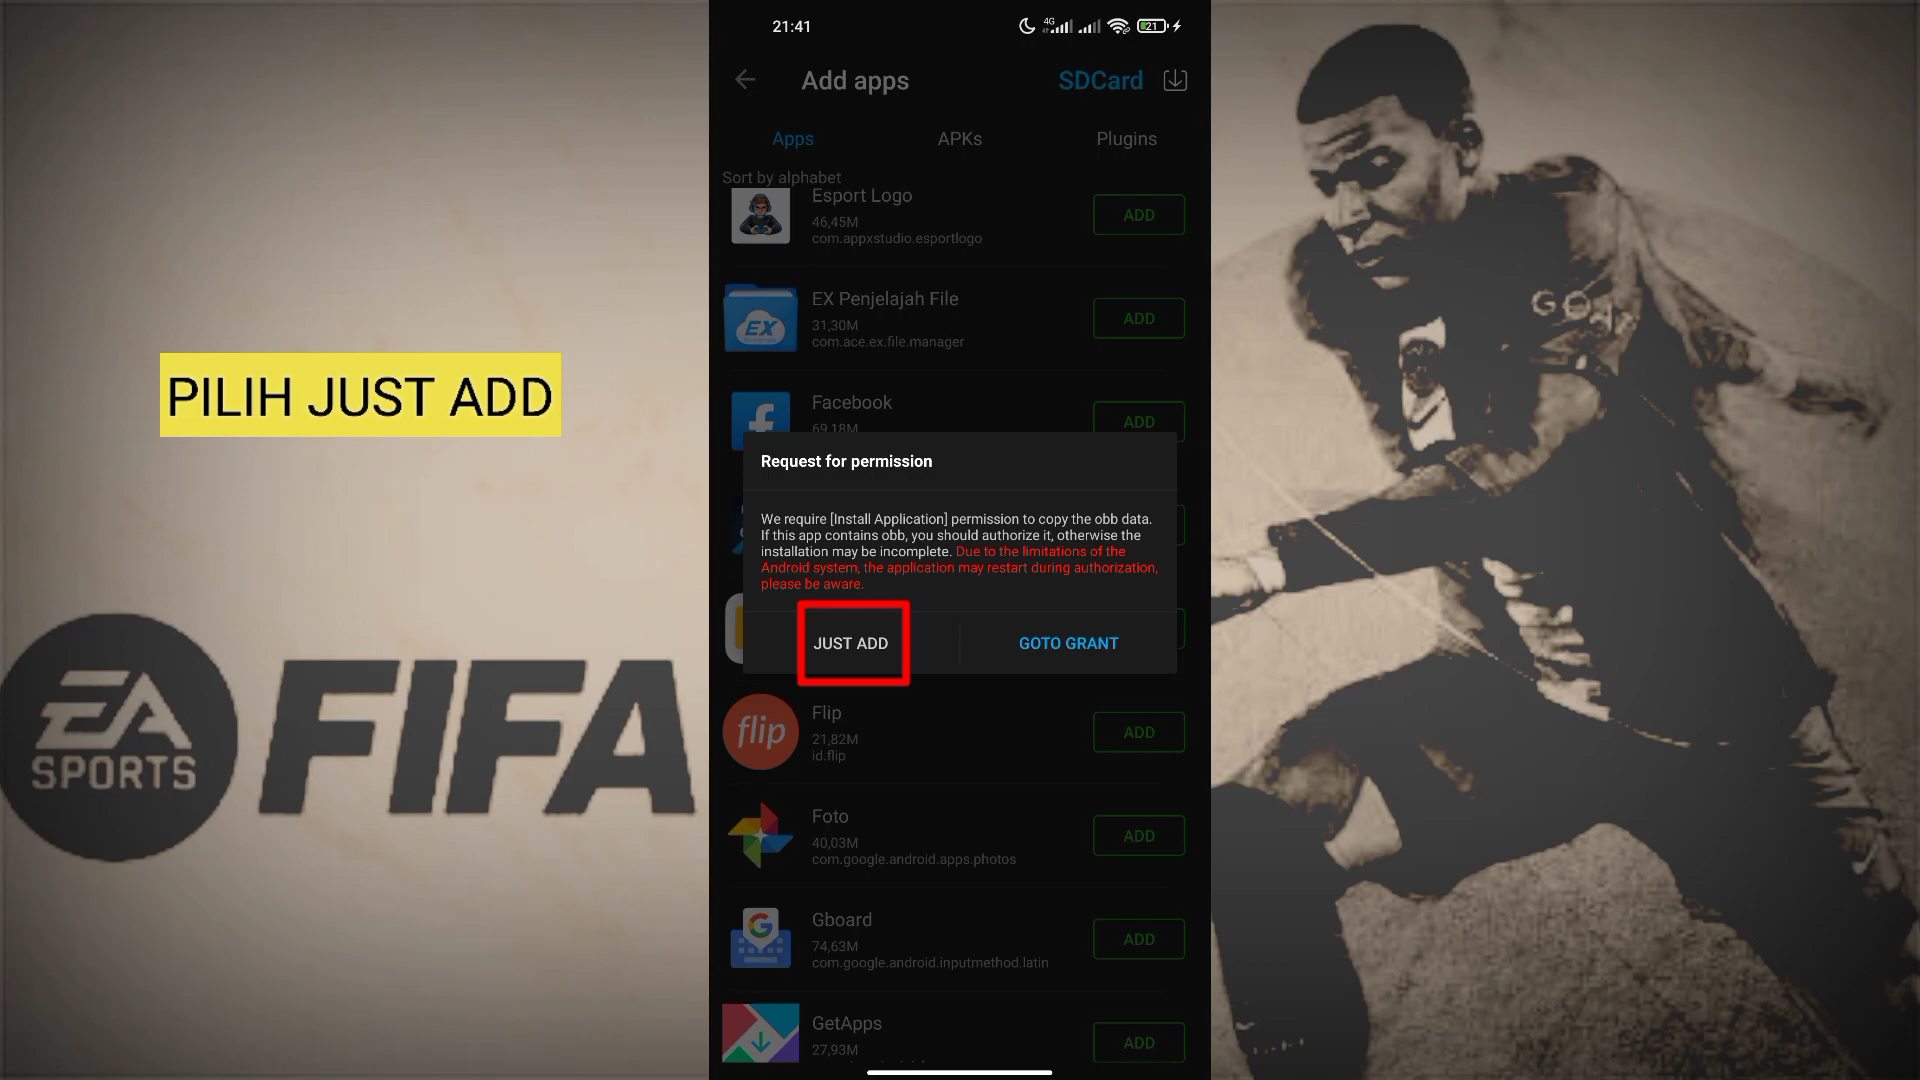 21:41
4G
21
Add apps
SDCard
Apps
APKs
Plugins
Sort by alphabet
Esport Logo
46,45M
com.appxstudio.esportlogo
ADD
EX
EX Penjelajah File
31,30M
com.ace.ex.file.manager
ADD
Facebook
69,18M
ADD
PILIH JUST ADD
Request for permission
We require [Install Application] permission to copy the obb data.
If this app contains obb, you should authorize it, otherwise the
installation may be incomplete. Due to the limitations of the
Android system, the application may restart during authorization,
please be aware.
JUST ADD
GOTO GRANT
flip
Flip
21,82M
id.flip
ADD
Foto
40,03M
com.google.android.apps.photos
ADD
G
Gboard
74,63M
com.google.android.inputmethod.latin
ADD
GetApps
27,93M
ADD
EA
SPORTS
FIFA